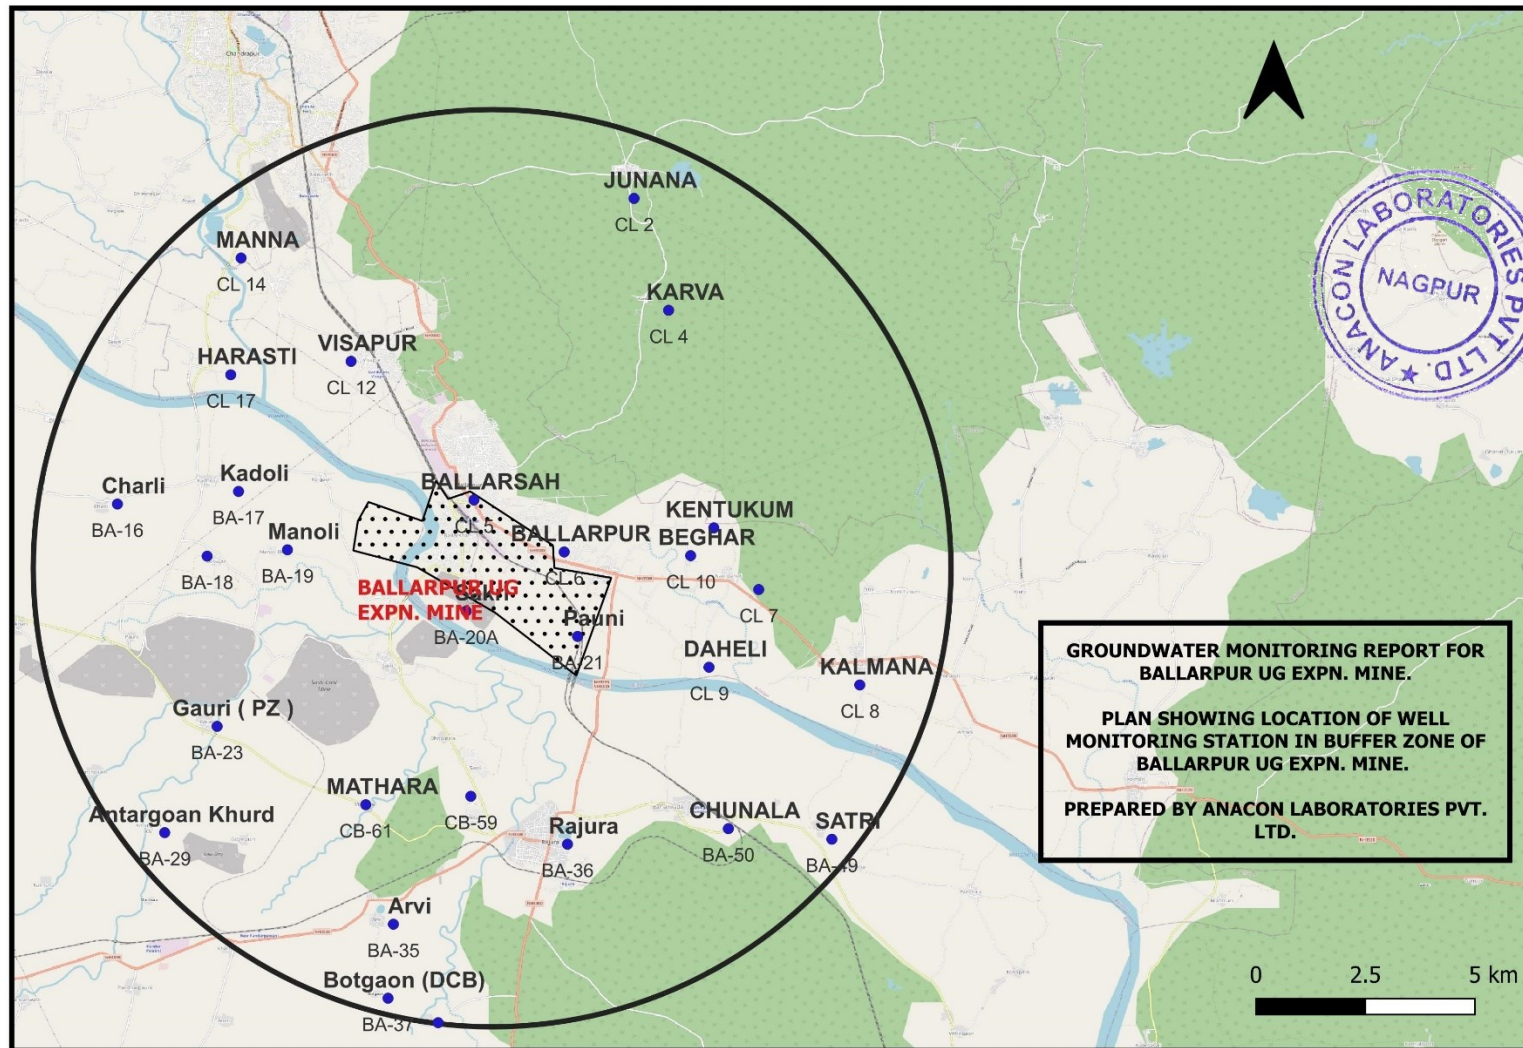 JUNANA
CL 2
MANNA
CL 14
KARVA
CL 4
HARASTI
CL 17
VISAPUR
CL 12
Charli
BA-16
Kadoli
BA-17
BALLARSAH
CL 5
Manoli
BA-19
BA-18
BALLARPUR
CL 6
KENTUKUM
BEGHAR
CL 10
CL 7
BALLARPUR UG
EXPN. MINE
Sakri
BA-20A
Pauni
BA-21
DAHELI
CL 9
KALMANA
CL 8
Gauri ( PZ )
BA-23
MATHARA
CB-61
CB-59
Antargoan Khurd
BA-29
Rajura
BA-36
CHUNALA
BA-50
SATRI
BA-49
Arvi
BA-35
Botgaon (DCB)
BA-37
ANACON LABORATORIES PVT. LTD.
NAGPUR
GROUNDWATER MONITORING REPORT FOR
BALLARPUR UG EXPN. MINE.
PLAN SHOWING LOCATION OF WELL
MONITORING STATION IN BUFFER ZONE OF
BALLARPUR UG EXPN. MINE.
PREPARED BY ANACON LABORATORIES PVT.
LTD.
0 2.5 5 km